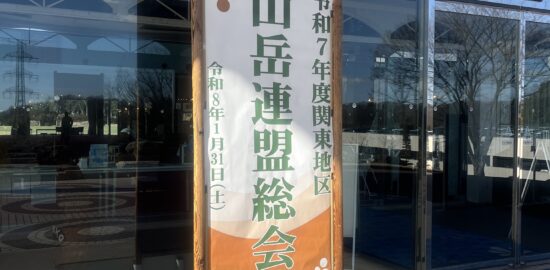 令和7年度関東地区
山岳連盟総会
令和8年1月31日(土)